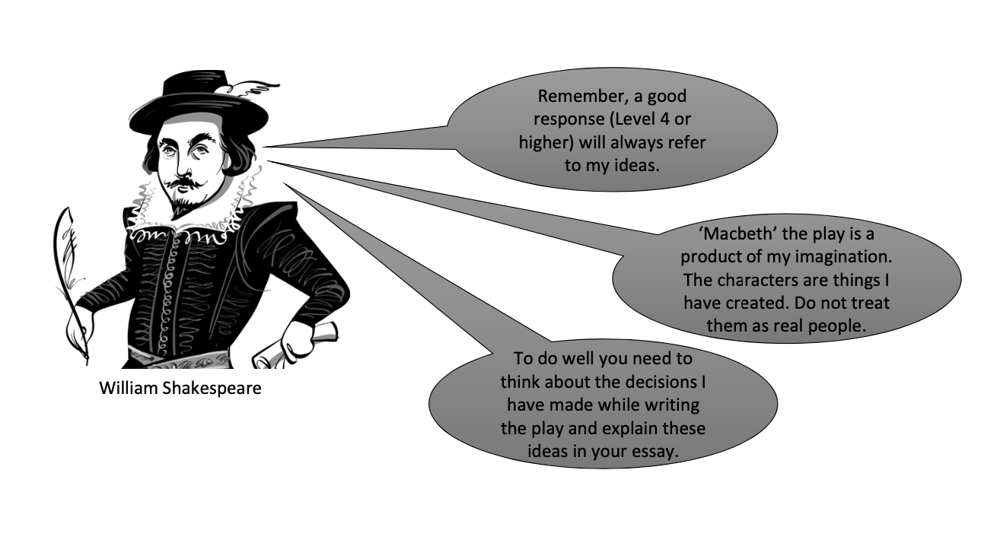 Remember, a good
response (Level 4 or
higher) will always refer
to my ideas.
‘Macbeth’ the play is a
product of my imagination.
The characters are things I
have created. Do not treat
them as real people.
To do well you need to
think about the decisions I
have made while writing
the play and explain these
ideas in your essay.
William Shakespeare